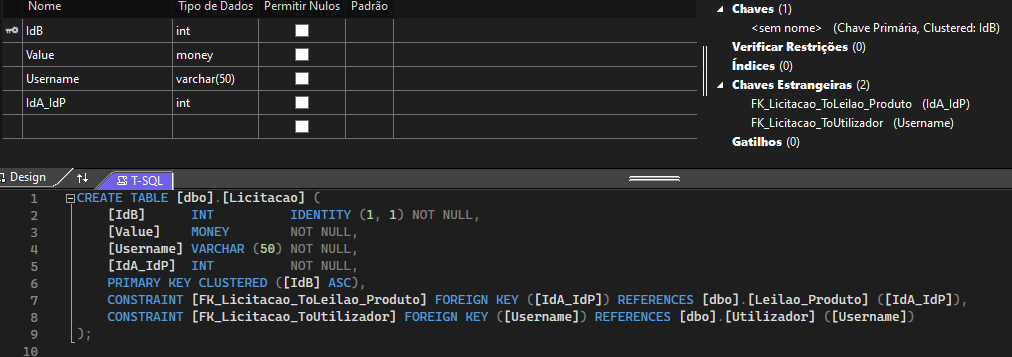 Nome Tipo de Dados Permitir Nulos Padrão
IdB int
Value money
Username varchar(50)
IdA_IdP int
Chaves (1)
<sem nome> (Chave Primária, Clustered: IdB)
Verificar Restrições (0)
Índices (0)
Chaves Estrangeiras (2)
FK_Licitacao_ToLeilao_Produto (IdA_IdP)
FK_Licitacao_ToUtilizador (Username)
Gatilhos (0)
Design T-SQL
1 CREATE TABLE [dbo].[Licitacao] (
2 [IdB] INT IDENTITY (1, 1) NOT NULL,
3 [Value] MONEY NOT NULL,
4 [Username] VARCHAR (50) NOT NULL,
5 [IdA_IdP] INT NOT NULL,
6 PRIMARY KEY CLUSTERED ([IdB] ASC),
7 CONSTRAINT [FK_Licitacao_ToLeilao_Produto] FOREIGN KEY ([IdA_IdP]) REFERENCES [dbo].[Leilao_Produto] ([IdA_IdP]),
8 CONSTRAINT [FK_Licitacao_ToUtilizador] FOREIGN KEY ([Username]) REFERENCES [dbo].[Utilizador] ([Username])
9 );
10